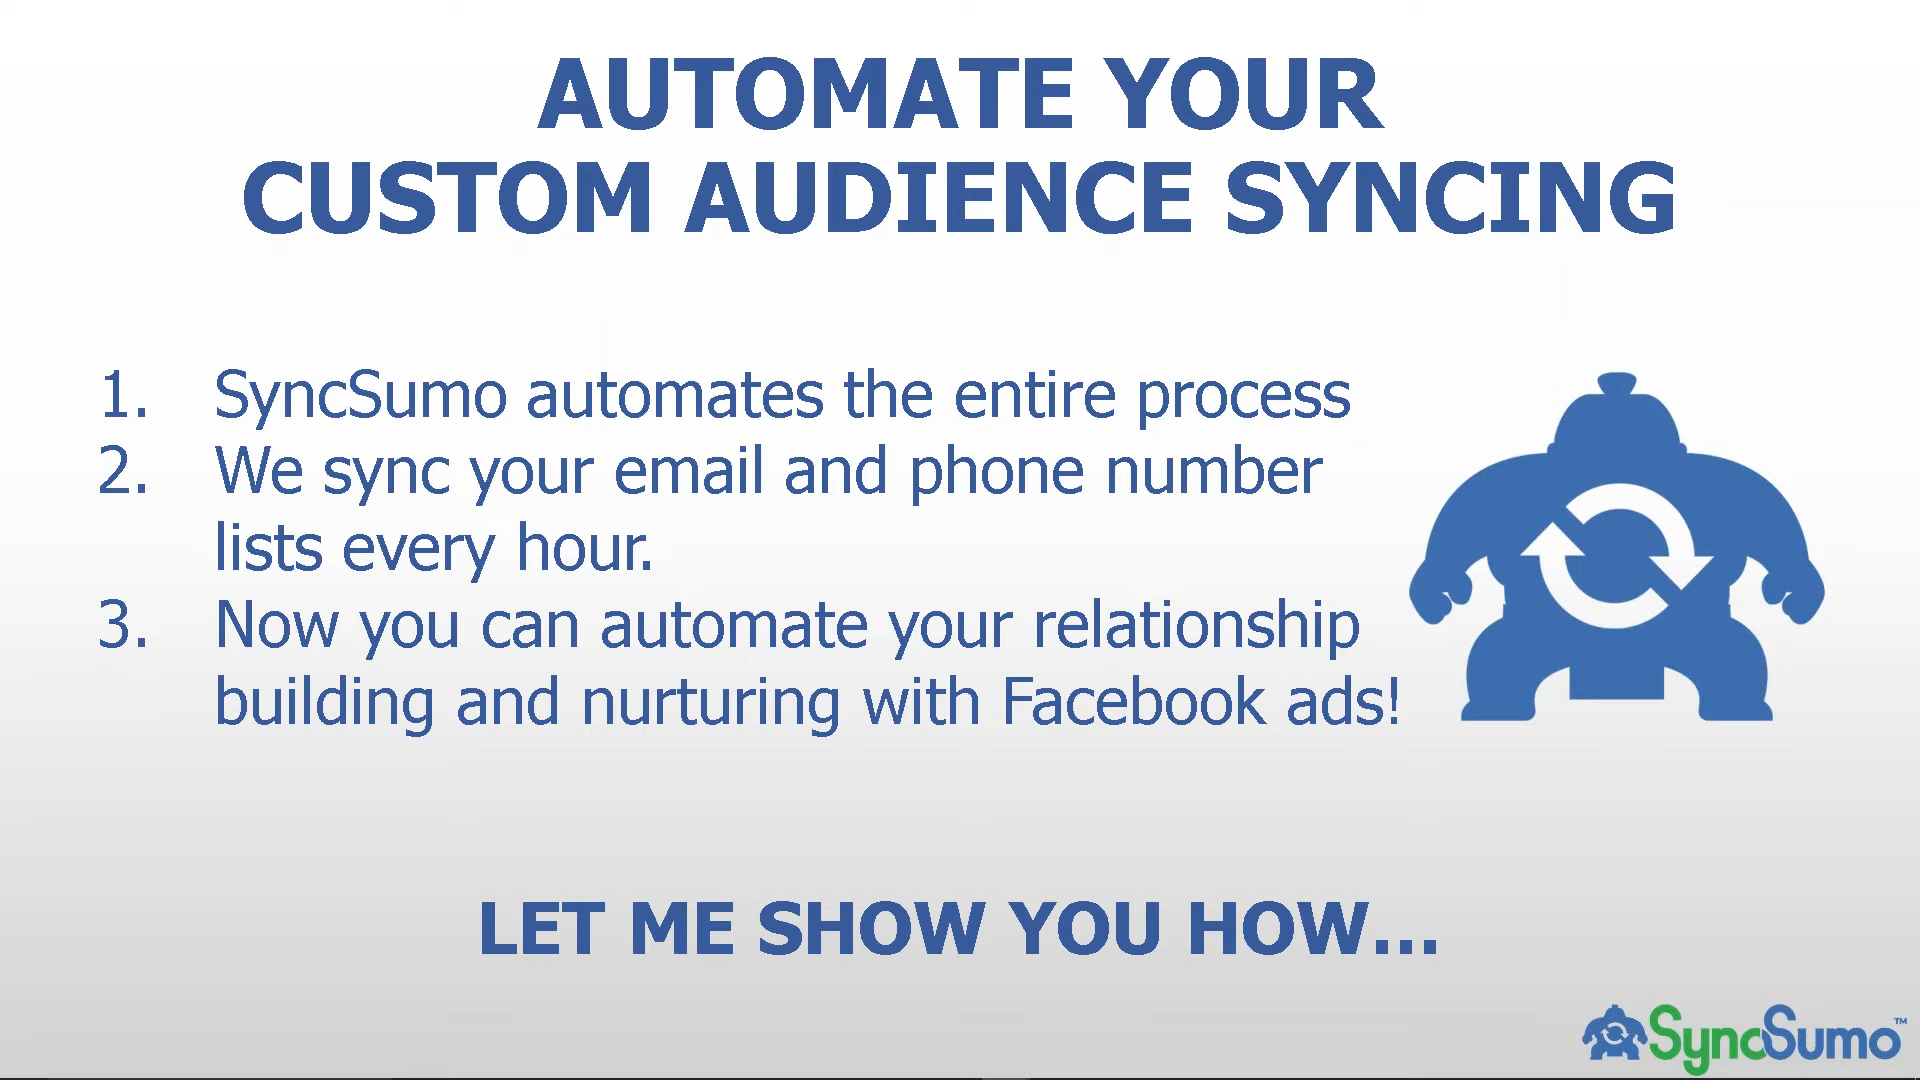 AUTOMATE YOUR
CUSTOM AUDIENCE SYNCING
1. SyncSumo automates the entire process
2. We sync your email and phone number
lists every hour.
3. Now you can automate your relationship
building and nurturing with Facebook ads!
LET ME SHOW YOU HOW...
SyncSumo™